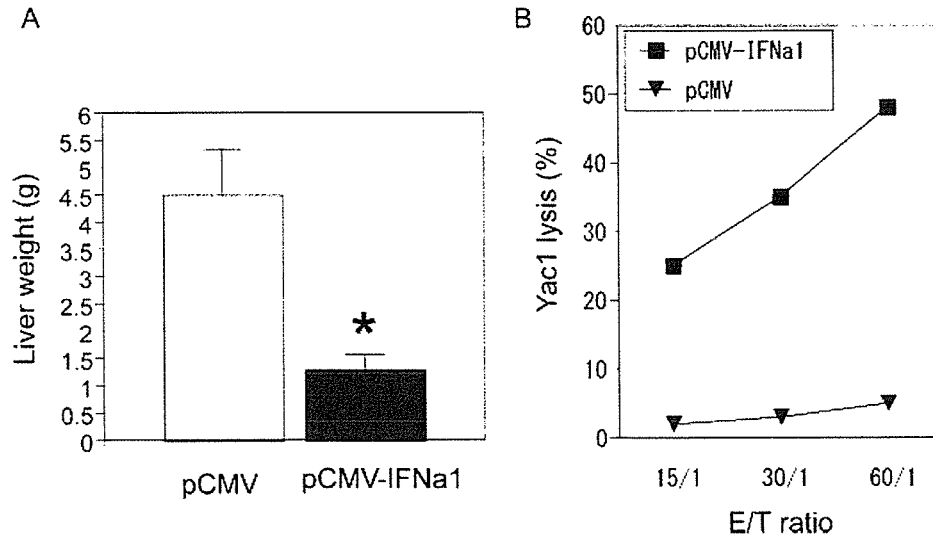 A
Liver weight (g)
6
5.5
5
4.5
4
3.5
3
2.5
2
1.5
1
0.5
0
*
pCMV
pCMV-IFNa1
B
Yac1 lysis (%)
60
50
40
30
20
10
0
pCMV-IFNa1
pCMV
15/1
30/1
60/1
E/T ratio